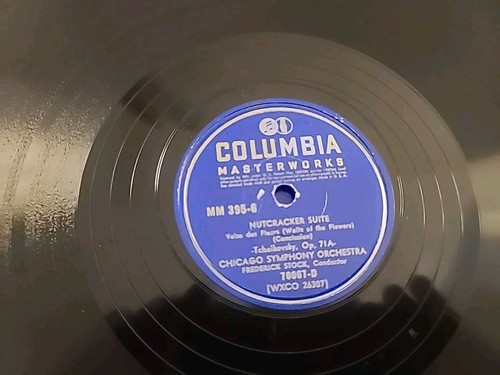 COLUMBIA
MASTERWORKS
MM 395-6
NUTCRACKER SUITE
Valse des Fleurs (Waltz of the Flowers)
(Conclusion)
-Tchaikovsky, Op. 71A-
CHICAGO SYMPHONY ORCHESTRA
FREDERICK STOCK, Conductor
70067-D
[WXCO 26307]